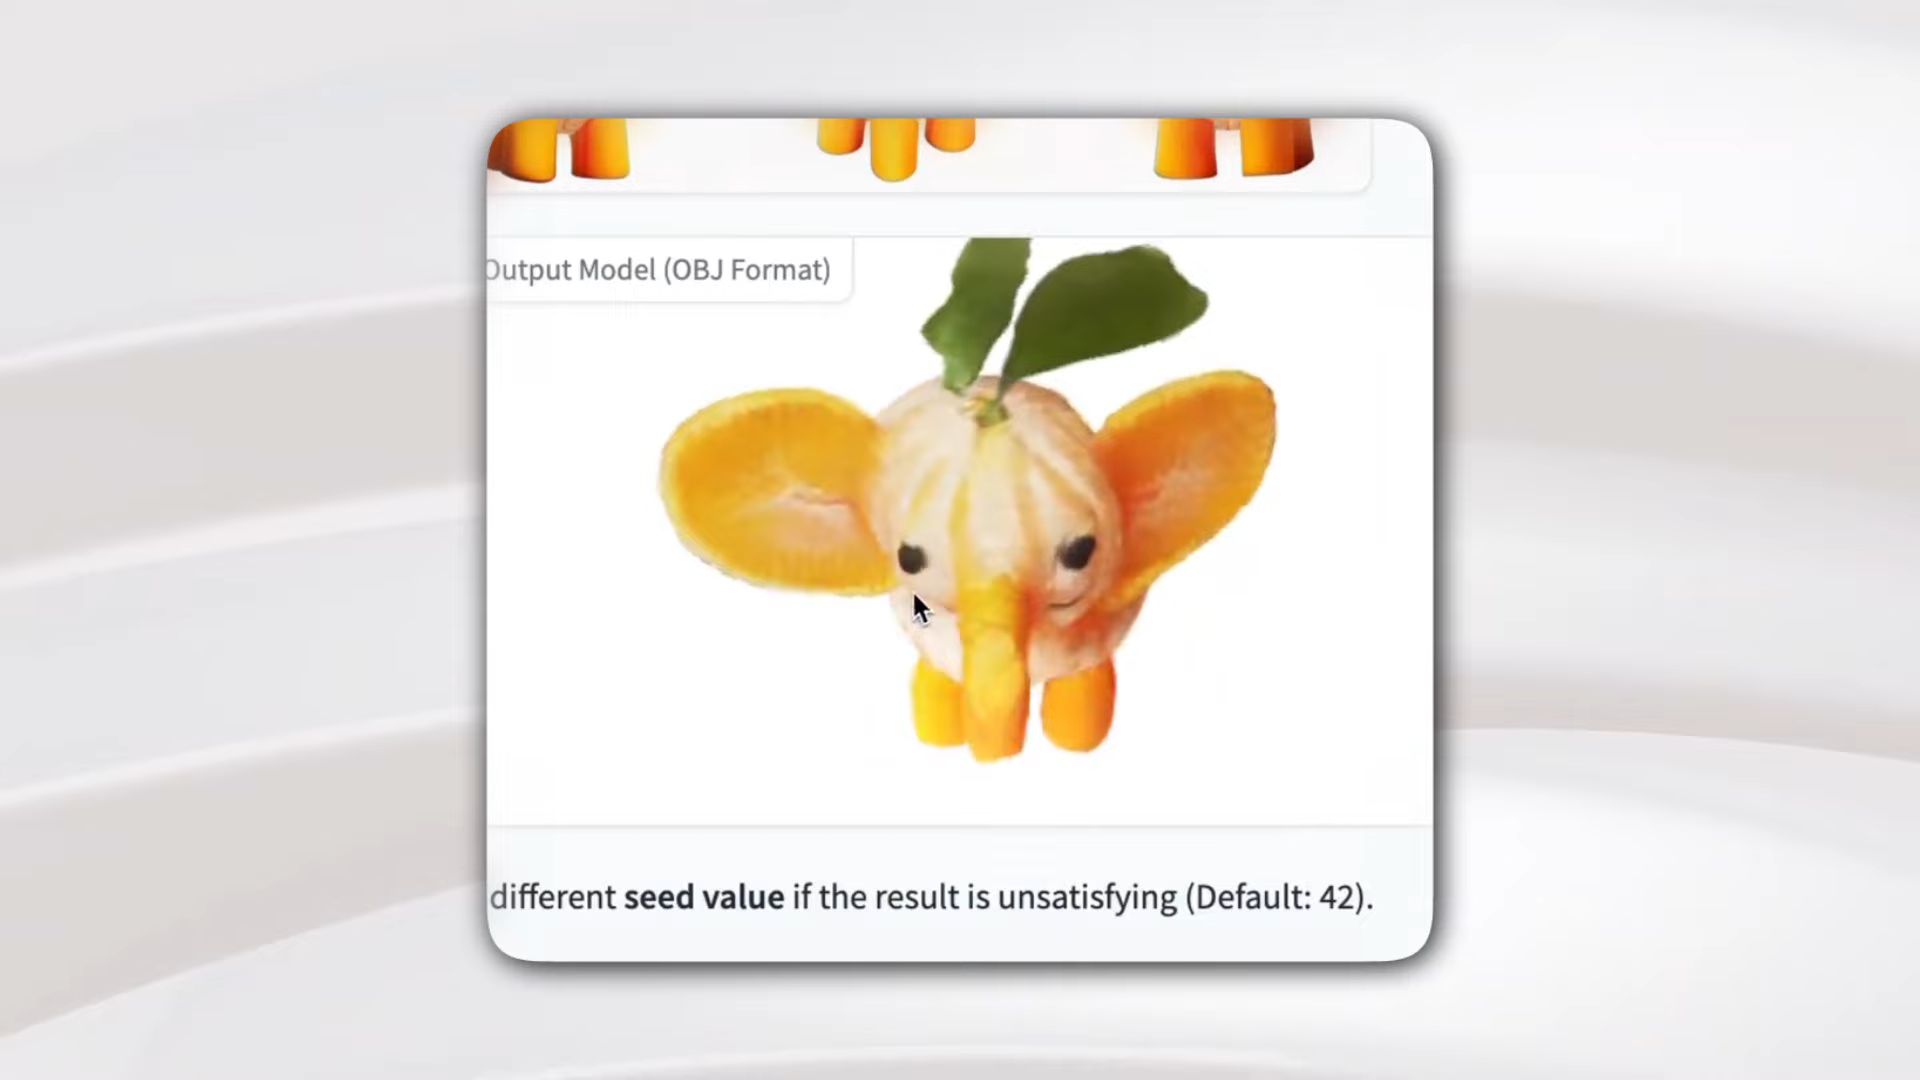 Output Model (OBJ Format)
different seed value if the result is unsatisfying (Default: 42).